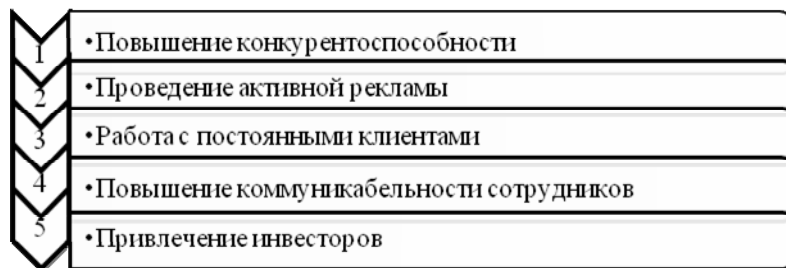 1 •Повышение конкурентоспособности
2 •Проведение активной рекламы
3 •Работа с постоянными клиентами
4 •Повышение коммуникабельности сотрудников
5 •Привлечение инвесторов